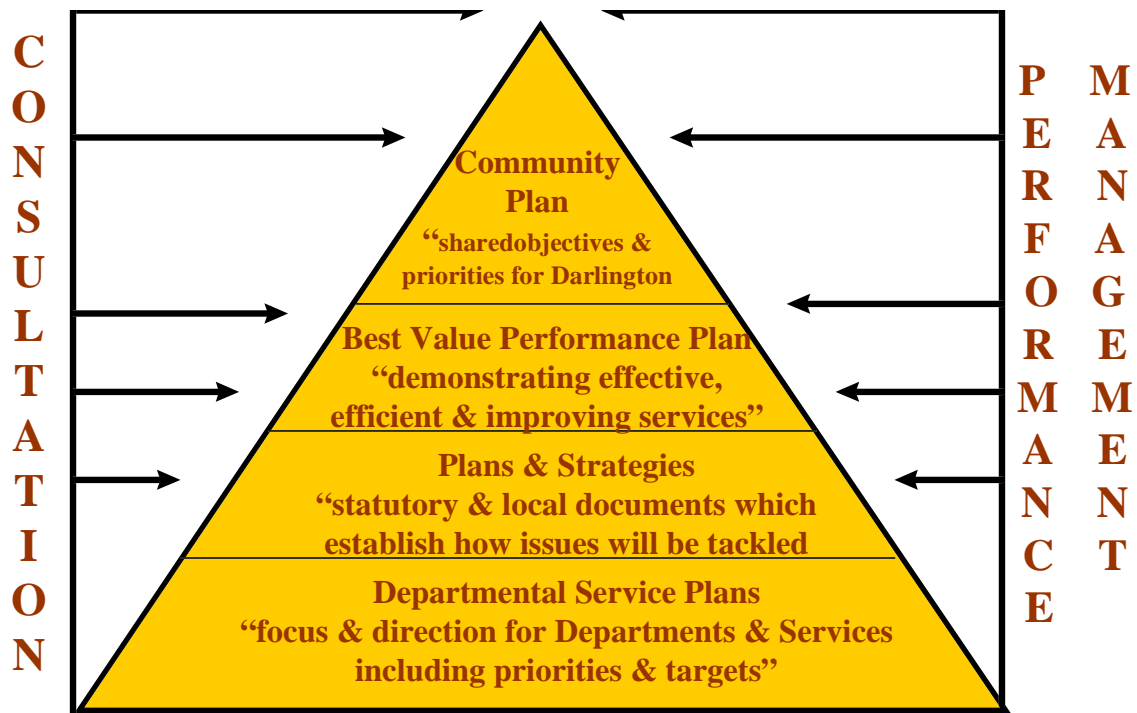 CONSULTATION
Community
Plan
“sharedobjectives &
priorities for Darlington
Best Value Performance Plan
“demonstrating effective,
efficient & improving services”
Plans & Strategies
“statutory & local documents which
establish how issues will be tackled
Departmental Service Plans
“focus & direction for Departments & Services
including priorities & targets”
PERFORMANCE
MANAGEMENT